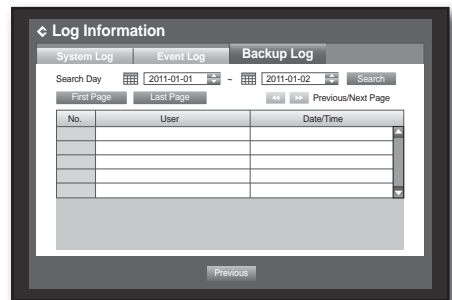 Log Information
System Log Event Log Backup Log
Search Day 2011-01-01 ~ 2011-01-02 Search
First Page Last Page Previous/Next Page
No. User Date/Time
Previous